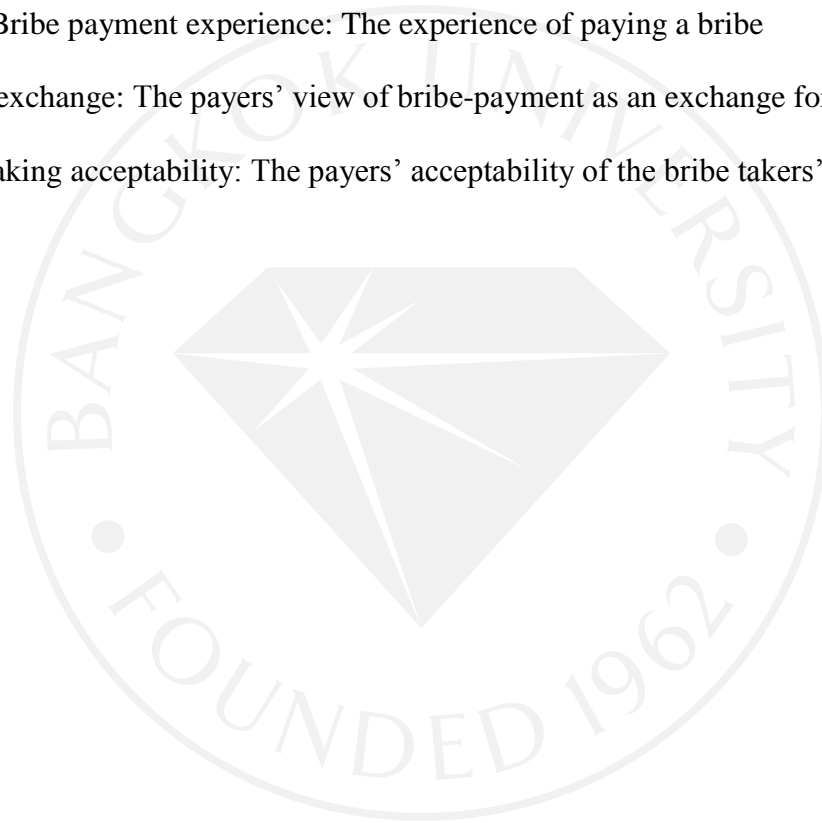 Bribe payment experience: The experience of paying a bribe
exchange: The payers’ view of bribe-payment as an exchange for
aking acceptability: The payers’ acceptability of the bribe takers’
BANGKOK UNIVERSITY
• FOUNDED 1962 •